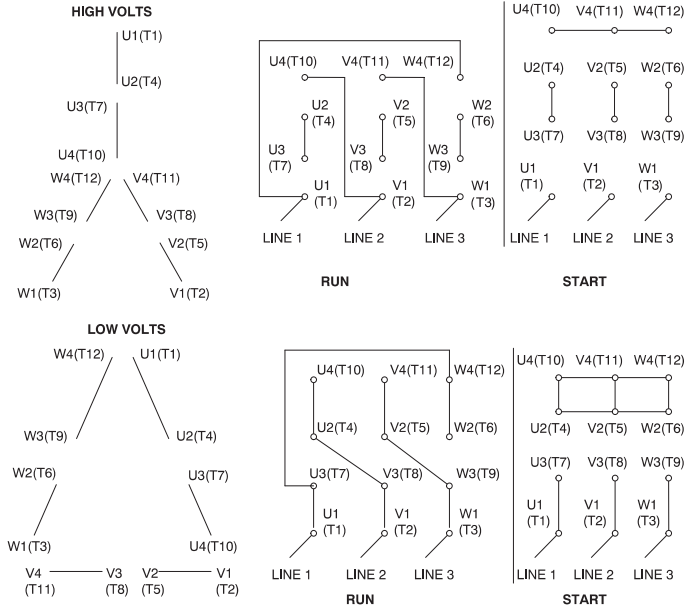 HIGH VOLTS
U1(T1)
U2(T4)
U3(T7)
U4(T10)
W4(T12) V4(T11)
W3(T9) V3(T8)
W2(T6) V2(T5)
W1(T3) V1(T2)
U4(T10) V4(T11) W4(T12)
U2 (T4) V2 (T5) W2 (T6)
U3 (T7) V3 (T8) W3 (T9)
U1 (T1) V1 (T2) W1 (T3)
LINE 1 LINE 2 LINE 3
RUN
U4(T10) V4(T11) W4(T12)
U2(T4) V2(T5) W2(T6)
U3(T7) V3(T8) W3(T9)
U1 (T1) V1 (T2) W1 (T3)
LINE 1 LINE 2 LINE 3
START
LOW VOLTS
W4(T12) U1(T1)
W3(T9) U2(T4)
W2(T6) U3(T7)
W1(T3) U4(T10)
V4 (T11) V3 (T8) V2 (T5) V1 (T2)
U4(T10) V4(T11) W4(T12)
U2(T4) V2(T5) W2(T6)
U3(T7) V3(T8) W3(T9)
U1 (T1) V1 (T2) W1 (T3)
LINE 1 LINE 2 LINE 3
RUN
U4(T10) V4(T11) W4(T12)
U2(T4) V2(T5) W2(T6)
U3(T7) V3(T8) W3(T9)
U1 (T1) V1 (T2) W1 (T3)
LINE 1 LINE 2 LINE 3
START